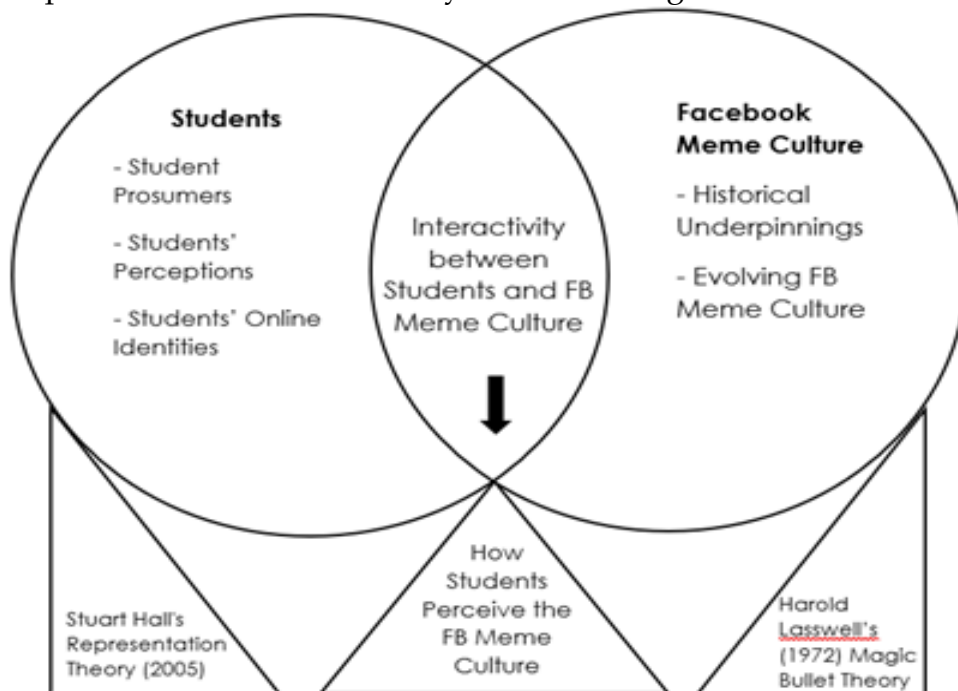 Students
- Student
Prosumers
- Students'
Perceptions
- Students' Online
Identities
Interactivity
between
Students and FB
Meme Culture
Facebook
Meme Culture
- Historical
Underpinnings
- Evolving FB
Meme Culture
Stuart Hall's
Representation
Theory (2005)
How
Students
Perceive the
FB Meme
Culture
Harold
Lasswell's
(1972) Magic
Bullet Theory